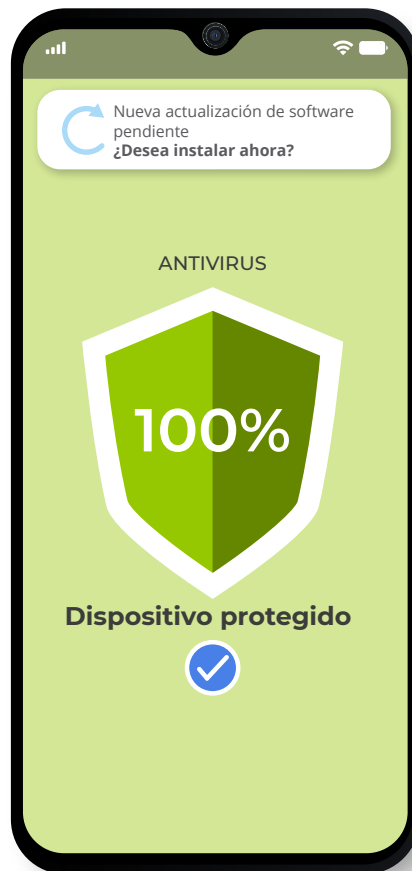 Nueva actualización de software
pendiente
¿Desea instalar ahora?
ANTIVIRUS
100%
Dispositivo protegido